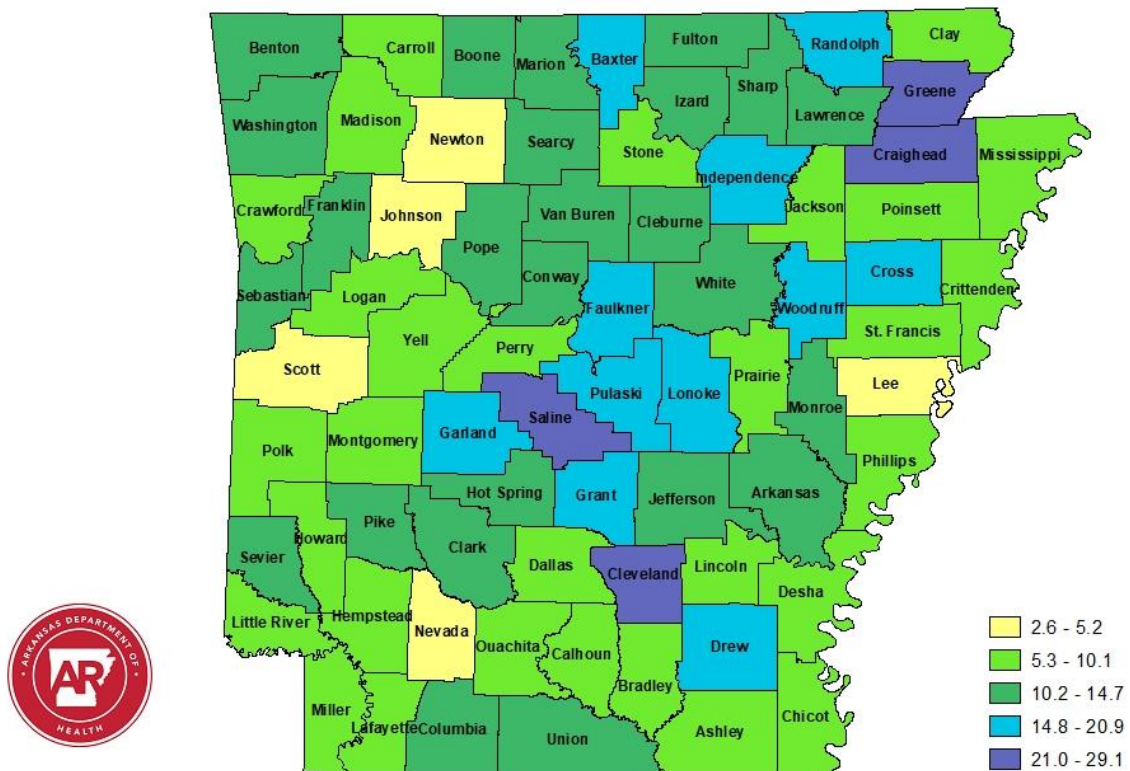 Benton
Carroll
Boone
Marion
Baxter
Fulton
Randolph
Clay
Washington
Madison
Newton
Searcy
Izard
Sharp
Lawrence
Greene
Stone
Independence
Craighead
Mississippi
Crawford
Franklin
Johnson
Pope
Van Buren
Cleburne
Jackson
Poinsett
Sebastian
Logan
Conway
Faulkner
White
Woodruff
Cross
Crittenden
Scott
Yell
Perry
Pulaski
Lonoke
Prairie
St. Francis
Lee
Monroe
Polk
Montgomery
Garland
Saline
Phillips
Hot Spring
Grant
Jefferson
Arkansas
Sevier
Howard
Pike
Clark
Dallas
Cleveland
Lincoln
Desha
Little River
Hempstead
Nevada
Ouachita
Calhoun
Bradley
Drew
Miller
Lafayette
Columbia
Union
Ashley
Chicot
ARKANSAS DEPARTMENT OF
AR
HEALTH
2.6 - 5.2
5.3 - 10.1
10.2 - 14.7
14.8 - 20.9
21.0 - 29.1